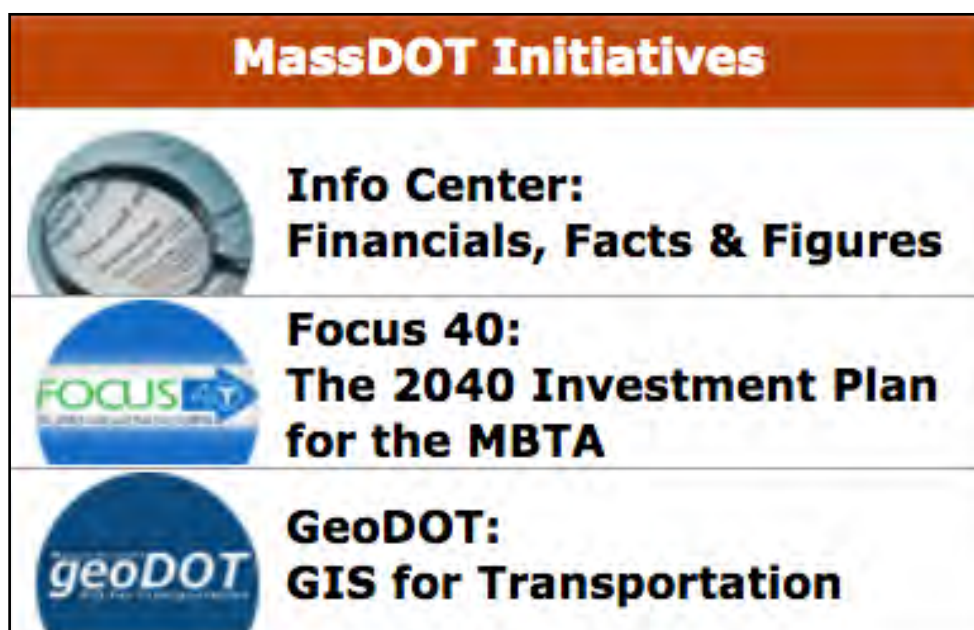 MassDOT Initiatives
Info Center:
Financials, Facts & Figures
FOCUS
Focus 40:
The 2040 Investment Plan
for the MBTA
geoDOT
GeoDOT:
GIS for Transportation